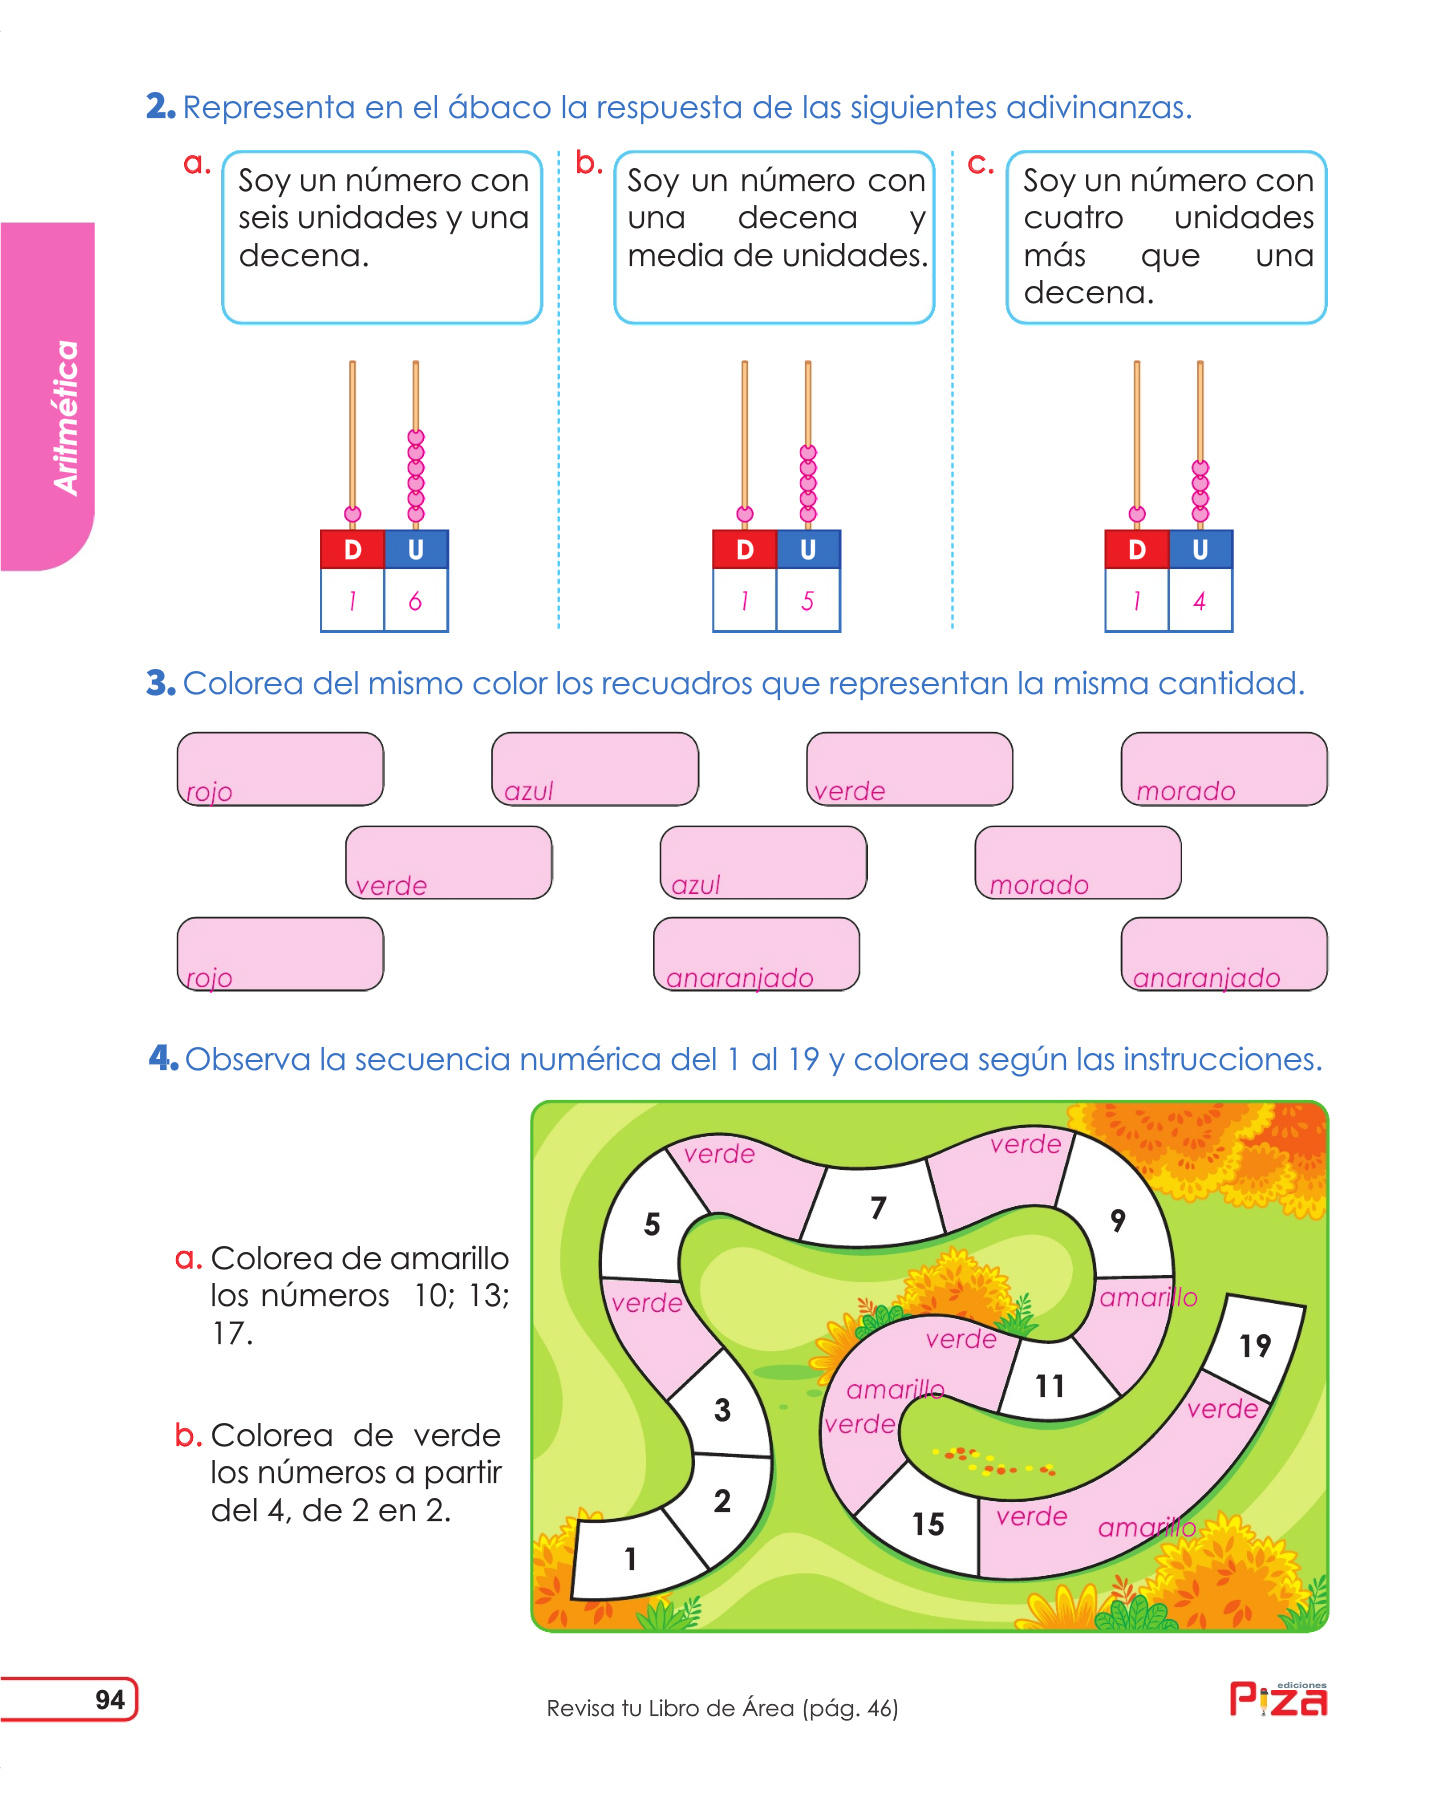 2. Representa en el ábaco la respuesta de las siguientes adivinanzas.
a. Soy un número con
seis unidades y una
decena.
b. Soy un número con
una decena y
media de unidades.
c. Soy un número con
cuatro unidades
más que una
decena.
Aritmética
D U
1 6
D U
1 5
D U
1 4
3. Colorea del mismo color los recuadros que representan la misma cantidad.
rojo azul verde morado
verde azul morado
rojo anaranjado anaranjado
4. Observa la secuencia numérica del 1 al 19 y colorea según las instrucciones.
a. Colorea de amarillo
los números 10; 13;
17.
b. Colorea de verde
los números a partir
del 4, de 2 en 2.
1
2
3
verde
5
verde
7
verde
9
amarillo
11
verde
amarillo
verde
15
verde
amarillo
verde
19
94
Revisa tu Libro de Área (pág. 46)
ediciones
Piza